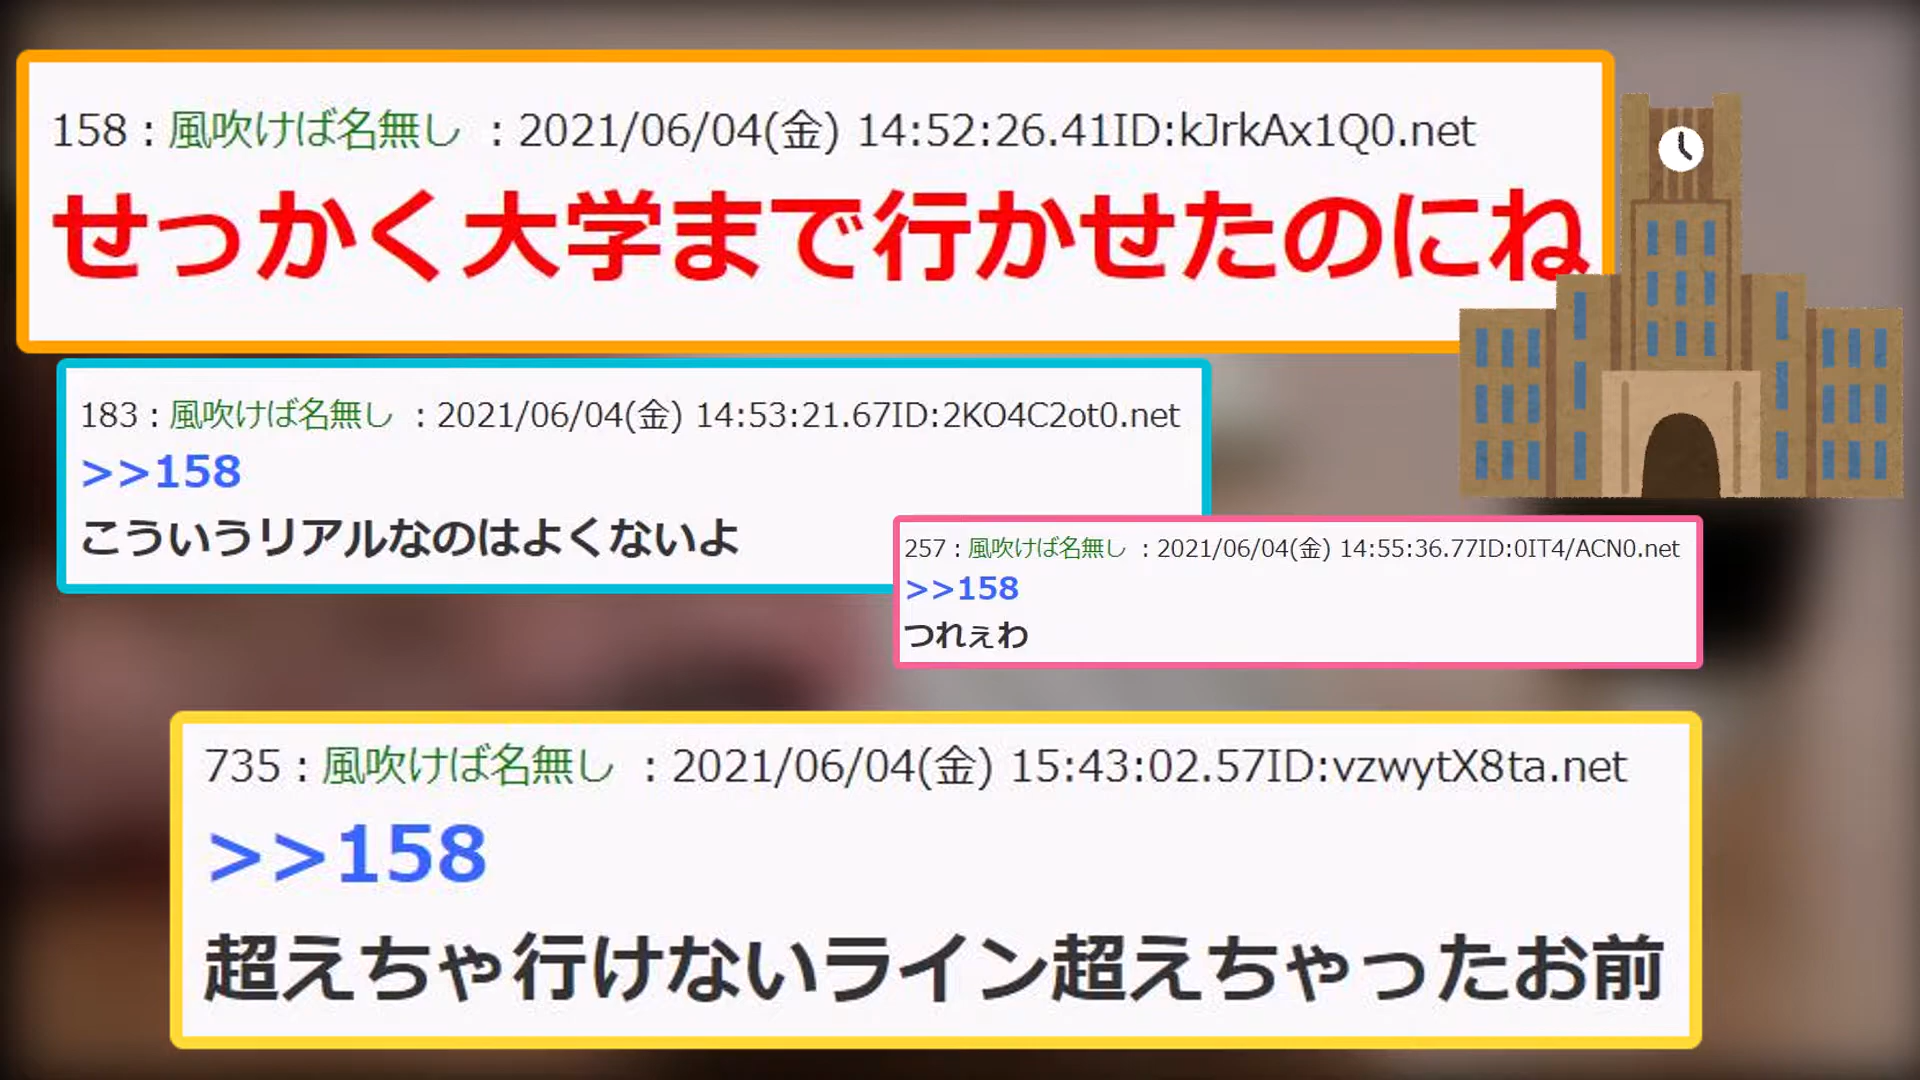 158 : 風吹けば名無し : 2021/06/04(金) 14:52:26.41ID:kJrkAx1Q0.net
せっかく大学まで行かせたのにね
183 : 風吹けば名無し : 2021/06/04(金) 14:53:21.67ID:2KO4C2ot0.net
>>158
こういうリアルなのはよくないよ
257 : 風吹けば名無し : 2021/06/04(金) 14:55:36.77ID:0IT4/ACN0.net
>>158
つれぇわ
735 : 風吹けば名無し : 2021/06/04(金) 15:43:02.57ID:vzwytX8ta.net
>>158
超えちゃ行けないライン超えちゃったお前